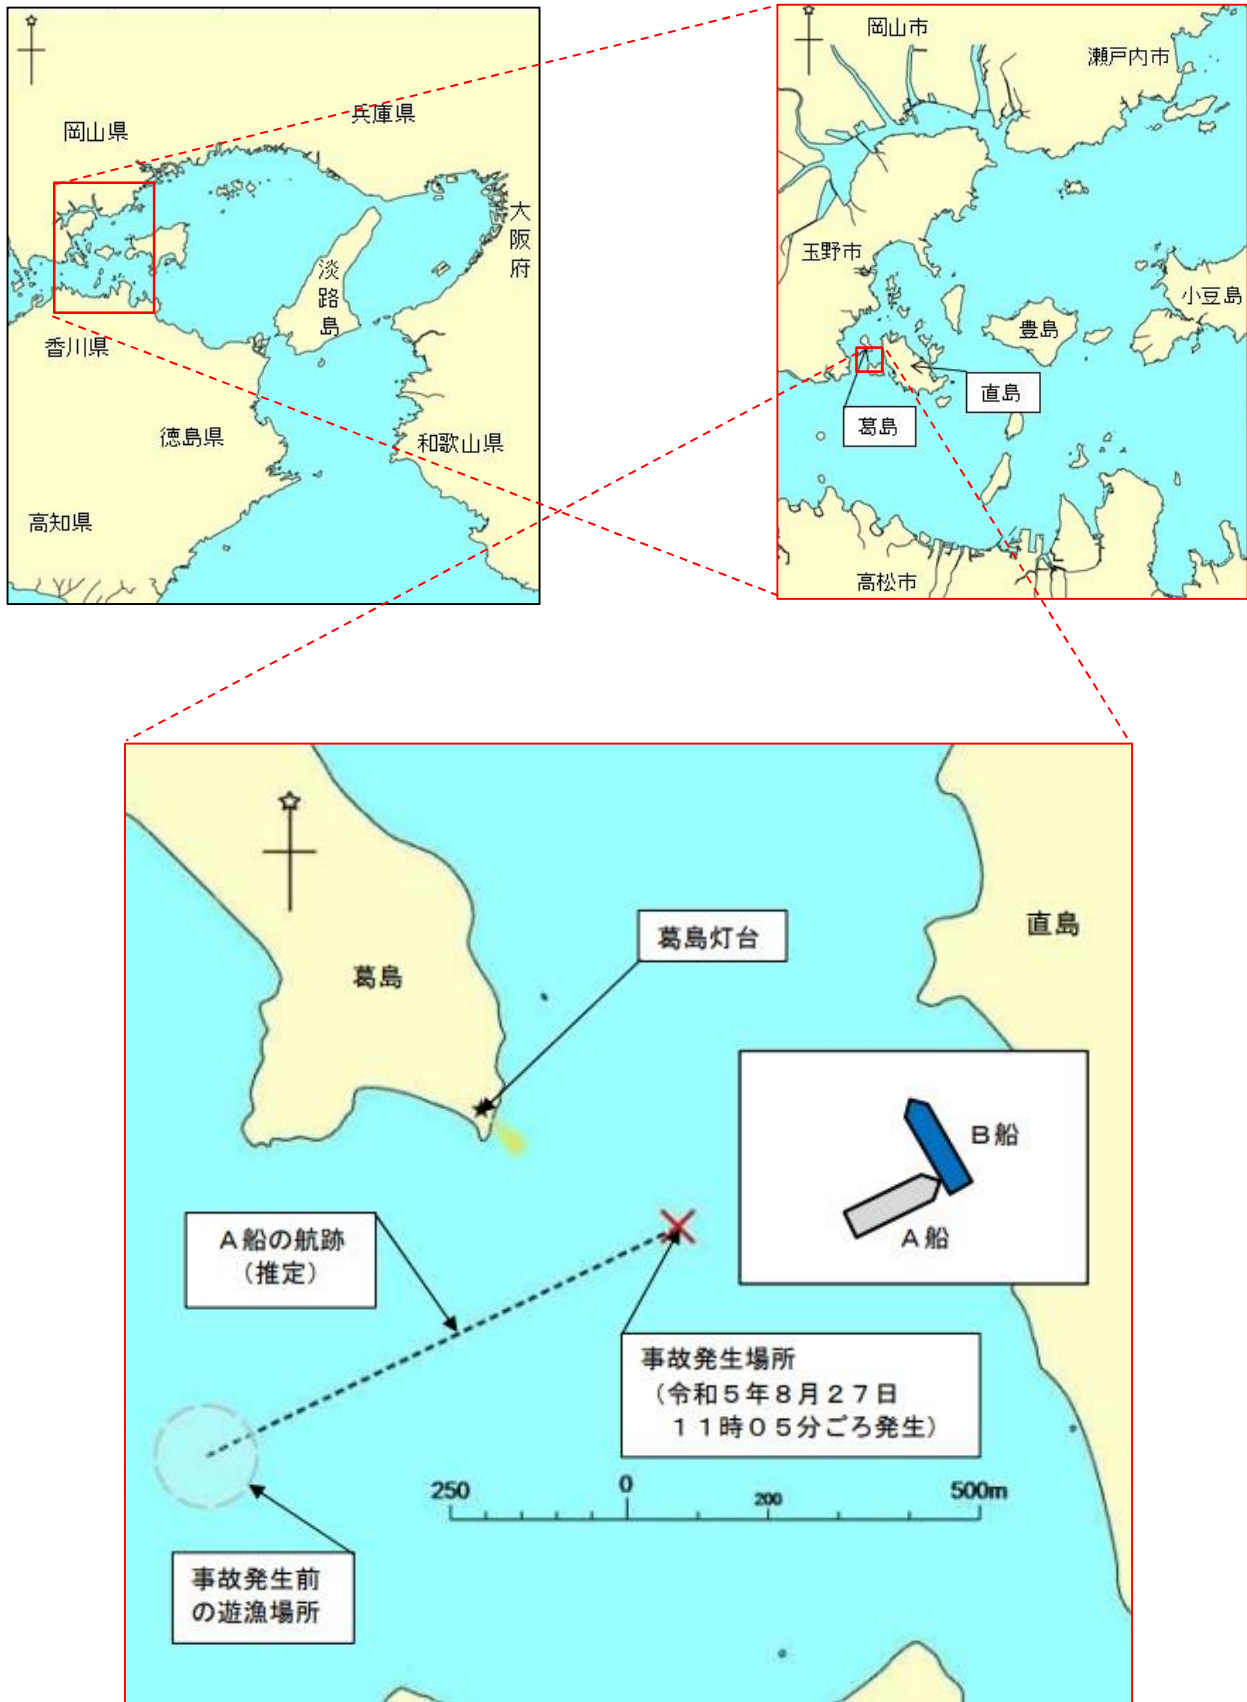 岡山県
兵庫県
大
阪
府
淡
路
島
香川県
徳島県
和歌山県
高知県
岡山市
瀬戸内市
玉野市
小豆島
豊島
直島
葛島
高松市
葛島灯台
直島
葛島
B船
A船
A船の航跡
(推定)
事故発生場所
(令和5年8月27日
11時05分ごろ発生)
250 0 200 500m
事故発生前
の遊漁場所